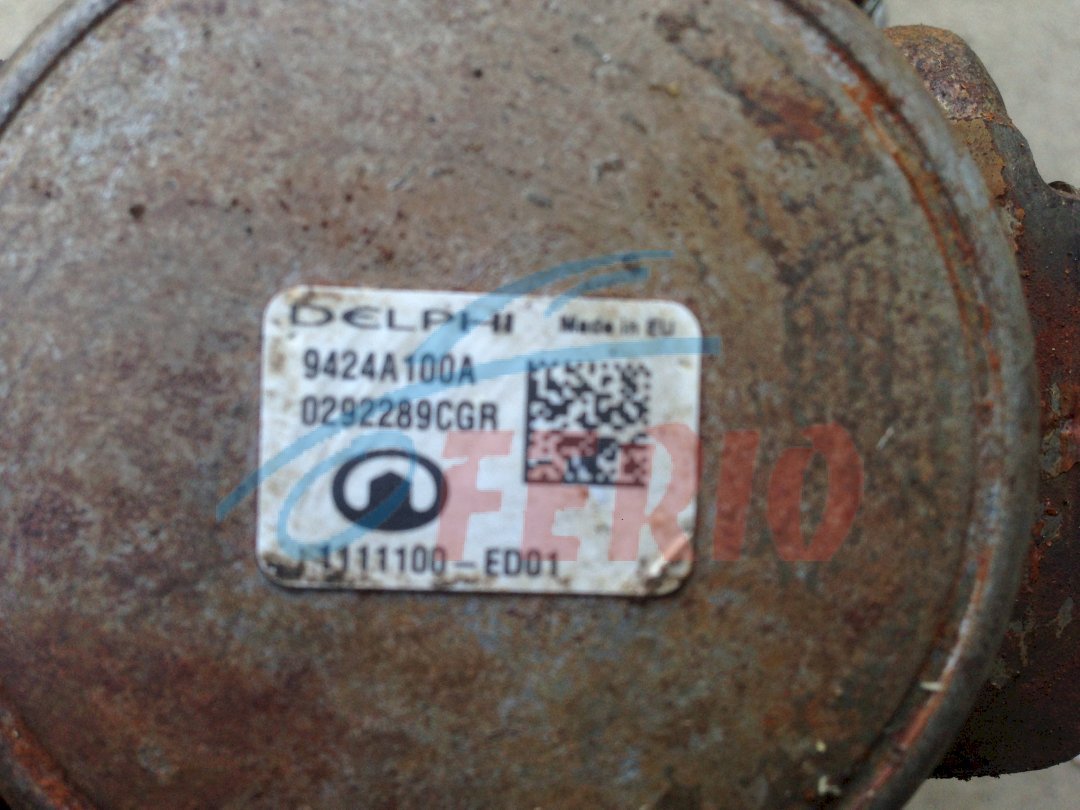 DELPHI Made in EU
9424A100A
0292289CGR
FERIO
1111100-ED01